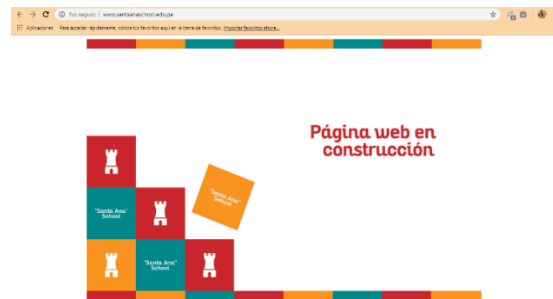 No seguro | www.santaanaschool.edu.pe
Aplicaciones Para acceder rápidamente, coloca tus favoritos aquí en la barra de favoritos. Importar favoritos ahora...
Página web en
construcción
"Santa Ana"
School
"Santa Ana"
School
"Santa Ana"
School